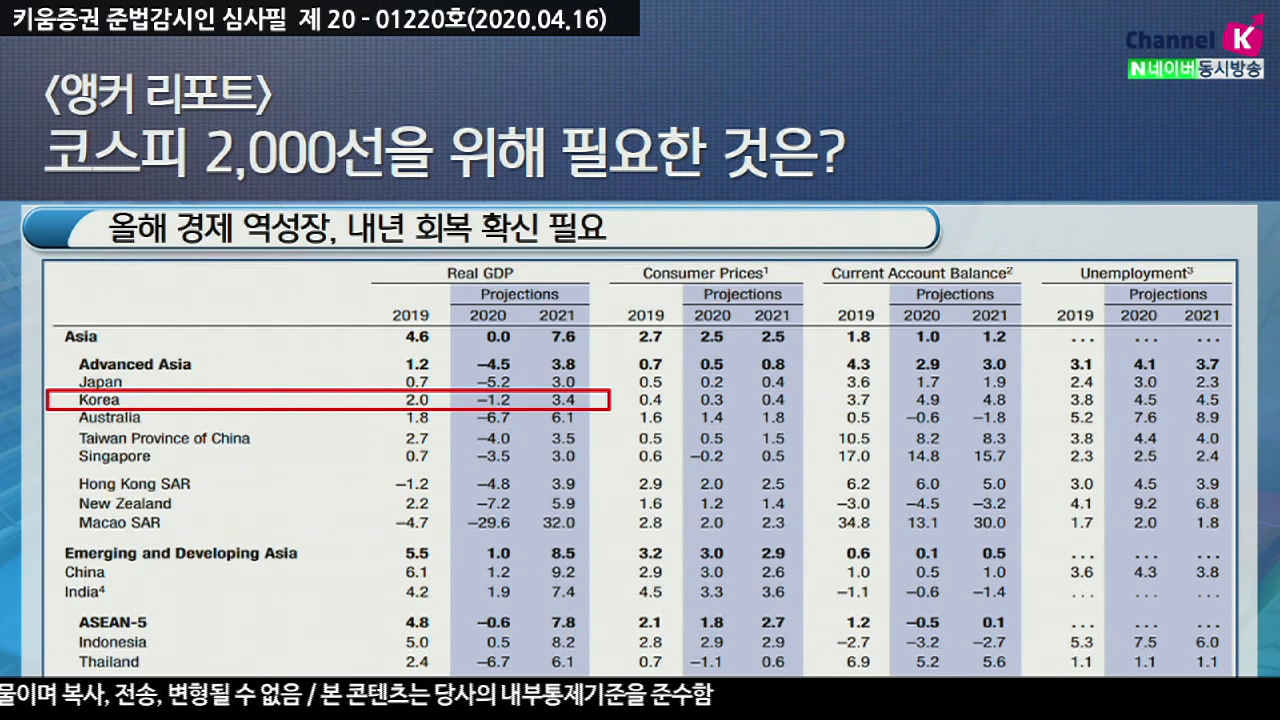 키움증권 준법감시인 심사필 제 20 - 01220호(2020.04.16)
Channel K
N 네이버 동시방송
〈앵커 리포트〉
코스피 2,000선을 위해 필요한 것은?
올해 경제 역성장, 내년 회복 확신 필요
Real GDP Consumer Prices¹ Current Account Balance² Unemployment³
Projections Projections Projections Projections
2019 2020 2021 2019 2020 2021 2019 2020 2021 2019 2020 2021
Asia 4.6 0.0 7.6 2.7 2.5 2.5 1.8 1.0 1.2 ... ... ...
Advanced Asia 1.2 –4.5 3.8 0.7 0.5 0.8 4.3 2.9 3.0 3.1 4.1 3.7
Japan 0.7 –5.2 3.0 0.5 0.2 0.4 3.6 1.7 1.9 2.4 3.0 2.3
Korea 2.0 –1.2 3.4 0.4 0.3 0.4 3.7 4.9 4.8 3.8 4.5 4.5
Australia 1.8 –6.7 6.1 1.6 1.4 1.8 0.5 –0.6 –1.8 5.2 7.6 8.9
Taiwan Province of China 2.7 –4.0 3.5 0.5 0.5 1.5 10.5 8.2 8.3 3.8 4.4 4.0
Singapore 0.7 –3.5 3.0 0.6 –0.2 0.5 17.0 14.8 15.7 2.3 2.5 2.4
Hong Kong SAR –1.2 –4.8 3.9 2.9 2.0 2.5 6.2 6.0 5.0 3.0 4.5 3.9
New Zealand 2.2 –7.2 5.9 1.6 1.2 1.4 –3.0 –4.5 –3.2 4.1 9.2 6.8
Macao SAR –4.7 –29.6 32.0 2.8 2.0 2.3 34.8 13.1 30.0 1.7 2.0 1.8
Emerging and Developing Asia 5.5 1.0 8.5 3.2 3.0 2.9 0.6 0.1 0.5 ... ... ...
China 6.1 1.2 9.2 2.9 3.0 2.6 1.0 0.5 1.0 3.6 4.3 3.8
India⁴ 4.2 1.9 7.4 4.5 3.3 3.6 –1.1 –0.6 –1.4 ... ... ...
ASEAN-5 4.8 –0.6 7.8 2.1 1.8 2.7 1.2 –0.5 0.1 ... ... ...
Indonesia 5.0 0.5 8.2 2.8 2.9 2.9 –2.7 –3.2 –2.7 5.3 7.5 6.0
Thailand 2.4 –6.7 6.1 0.7 –1.1 0.6 6.9 5.2 5.6 1.1 1.1 1.1
물이며 복사, 전송, 변형될 수 없음 / 본 콘텐츠는 당사의 내부통제기준을 준수함